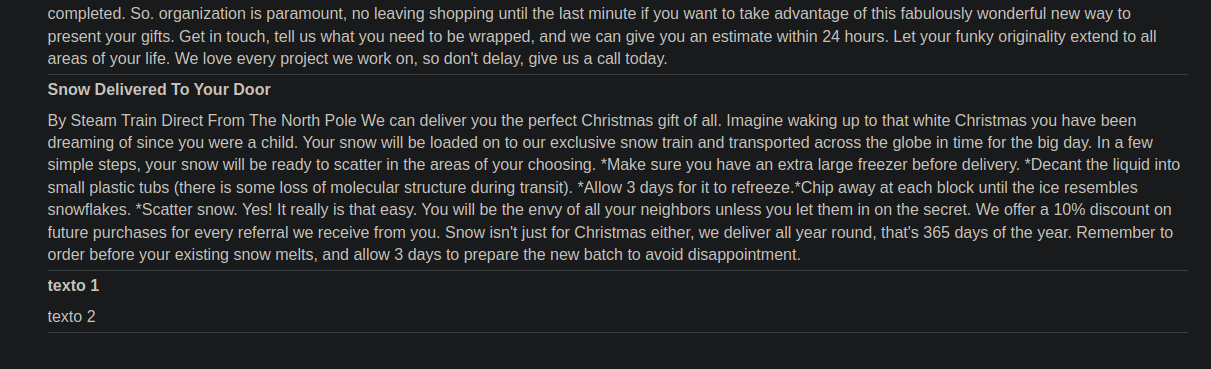 completed. So. organization is paramount, no leaving shopping until the last minute if you want to take advantage of this fabulously wonderful new way to
present your gifts. Get in touch, tell us what you need to be wrapped, and we can give you an estimate within 24 hours. Let your funky originality extend to all
areas of your life. We love every project we work on, so don't delay, give us a call today.
Snow Delivered To Your Door
By Steam Train Direct From The North Pole We can deliver you the perfect Christmas gift of all. Imagine waking up to that white Christmas you have been
dreaming of since you were a child. Your snow will be loaded on to our exclusive snow train and transported across the globe in time for the big day. In a few
simple steps, your snow will be ready to scatter in the areas of your choosing. *Make sure you have an extra large freezer before delivery. *Decant the liquid into
small plastic tubs (there is some loss of molecular structure during transit). *Allow 3 days for it to refreeze.*Chip away at each block until the ice resembles
snowflakes. *Scatter snow. Yes! It really is that easy. You will be the envy of all your neighbors unless you let them in on the secret. We offer a 10% discount on
future purchases for every referral we receive from you. Snow isn't just for Christmas either, we deliver all year round, that's 365 days of the year. Remember to
order before your existing snow melts, and allow 3 days to prepare the new batch to avoid disappointment.
texto 1
texto 2